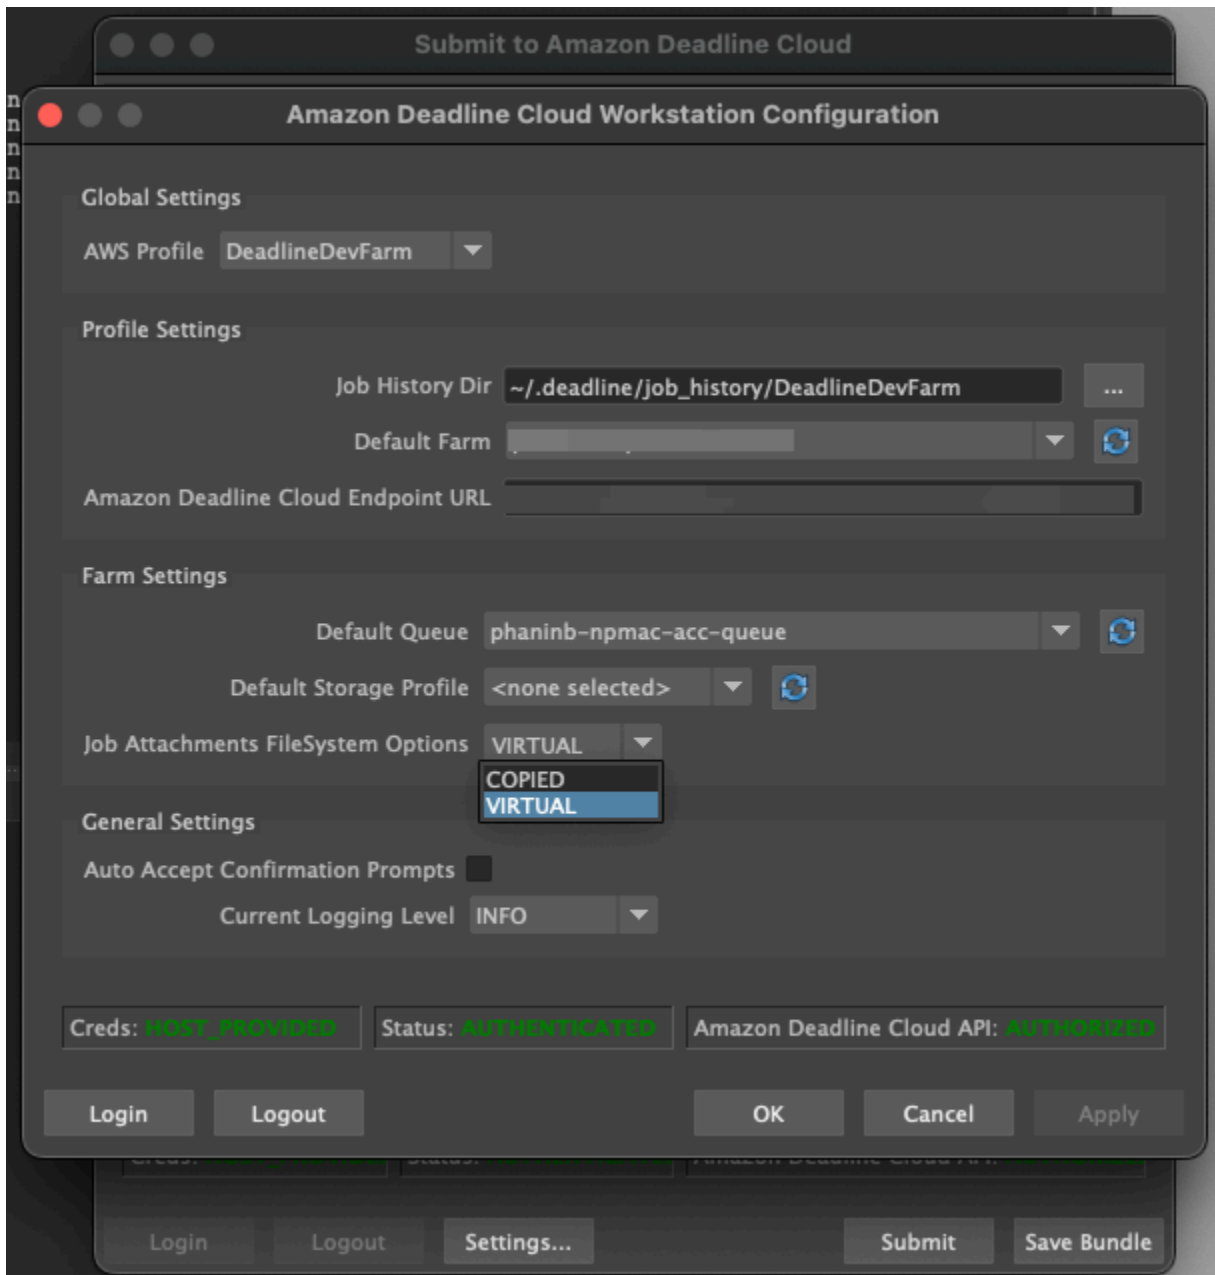 Submit to Amazon Deadline Cloud
n
n
n
n
n
Amazon Deadline Cloud Workstation Configuration
Global Settings
AWS Profile DeadlineDevFarm
Profile Settings
Job History Dir ~/.deadline/job_history/DeadlineDevFarm ...
Default Farm
Amazon Deadline Cloud Endpoint URL
Farm Settings
Default Queue phaninb-npmac-acc-queue
Default Storage Profile <none selected>
Job Attachments FileSystem Options VIRTUAL
COPIED
VIRTUAL
General Settings
Auto Accept Confirmation Prompts
Current Logging Level INFO
Creds: HOST_PROVIDED Status: AUTHENTICATED Amazon Deadline Cloud API: AUTHORIZED
Login Logout OK Cancel Apply
Login Logout Settings... Submit Save Bundle